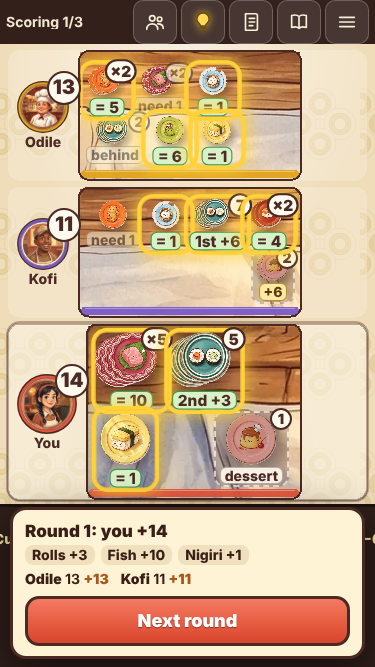 Scoring 1/3
13
×2
×2
= 5
need 1
= 1
Odile
2
behind
= 6
= 1
11
7
×2
need 1
= 1
1st +6
= 4
Kofi
2
+6
×5
5
14
= 10
2nd +3
You
1
= 1
dessert
Round 1: you +14
Rolls +3
Fish +10
Nigiri +1
Odile 13 +13 Kofi 11 +11
Next round